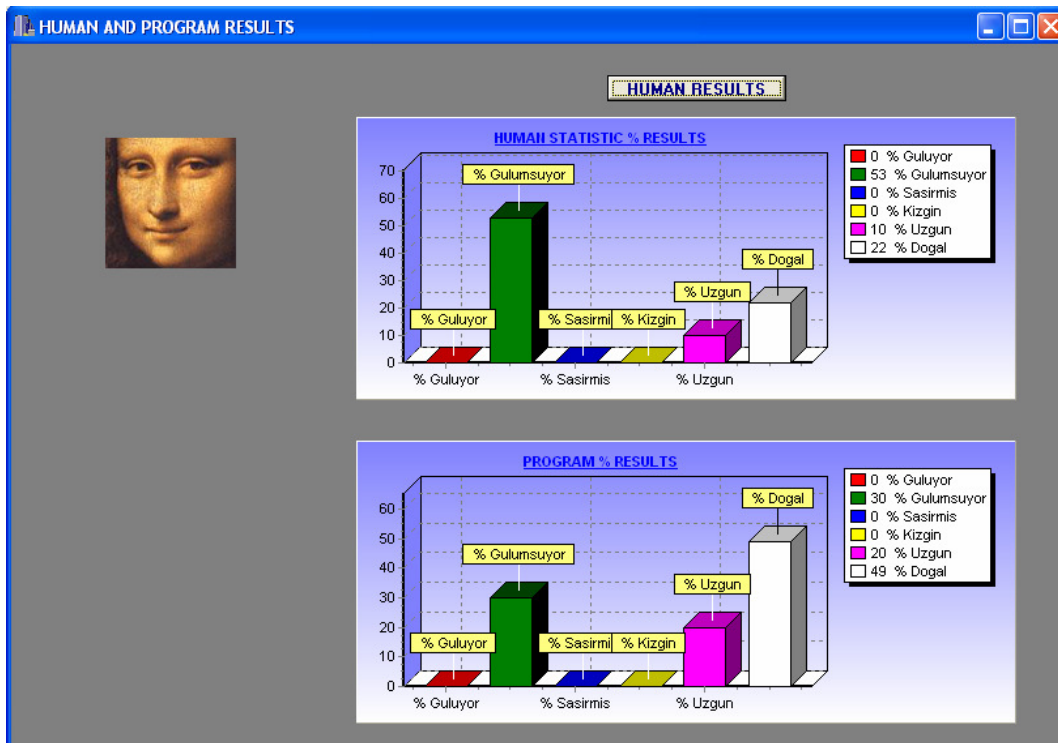 HUMAN AND PROGRAM RESULTS
HUMAN RESULTS
HUMAN STATISTIC % RESULTS
70
60
50
40
30
20
10
0
% Gulumsuyor
% Dogal
% Uzgun
% Guluyor
% Sasirmi
% Kizgin
% Guluyor
% Sasirmis
% Uzgun
0 % Guluyor
53 % Gulumsuyor
0 % Sasirmis
0 % Kizgin
10 % Uzgun
22 % Dogal
PROGRAM % RESULTS
60
50
40
30
20
10
0
% Dogal
% Gulumsuyor
% Uzgun
% Guluyor
% Sasirmi
% Kizgin
% Guluyor
% Sasirmis
% Uzgun
0 % Guluyor
30 % Gulumsuyor
0 % Sasirmis
0 % Kizgin
20 % Uzgun
49 % Dogal